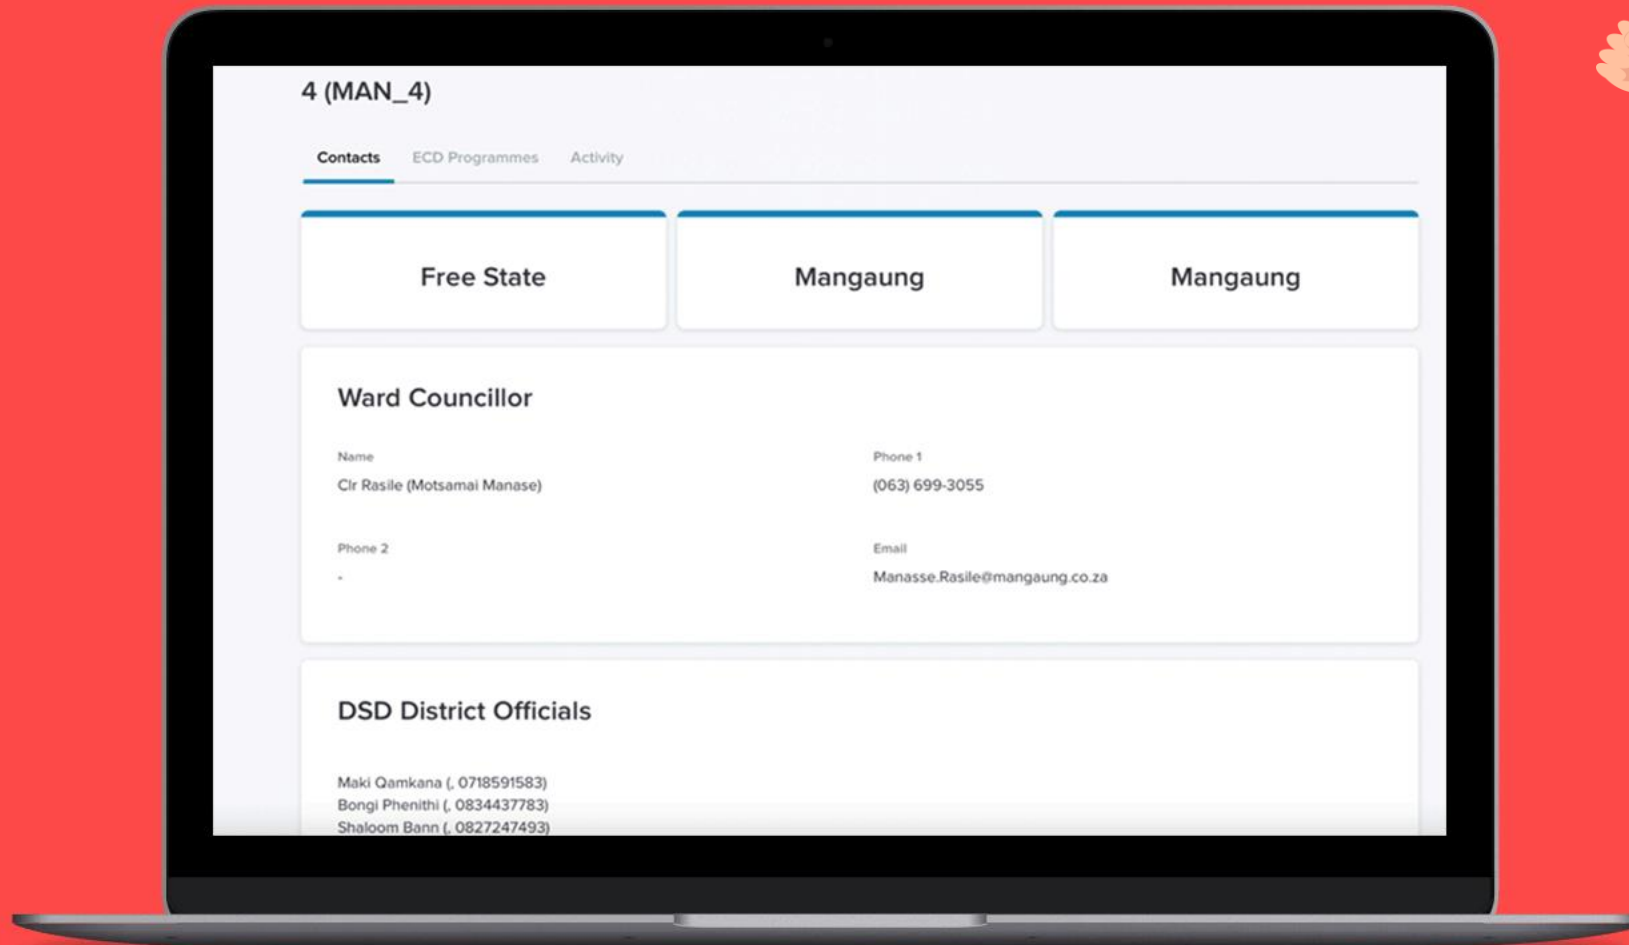 4 (MAN_4)
Contacts ECD Programmes Activity
Free State Mangaung Mangaung
Ward Councillor
Name Phone 1
Clr Rasile (Motsamai Manase) (063) 699-3055
Phone 2 Email
- Manasse.Rasile@mangaung.co.za
DSD District Officials
Maki Qamkana (, 0718591583)
Bongi Phenithi (, 0834437783)
Shaloom Bann (, 0827247493)